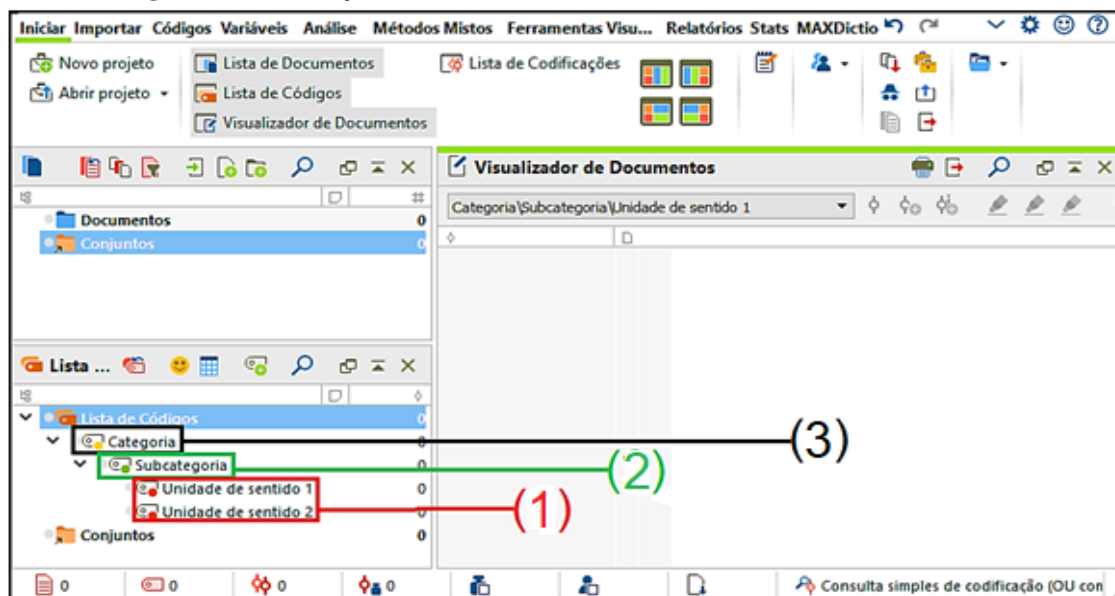 Iniciar Importar Códigos Variáveis Análise Métodos Mistos Ferramentas Visu... Relatórios Stats MAXDictio
Novo projeto
Lista de Documentos
Lista de Codificações
Abrir projeto
Lista de Códigos
Visualizador de Documentos
Visualizador de Documentos
Categoria\Subcategoria\Unidade de sentido 1
Documentos 0
Conjuntos 0
Lista ...
Lista de Códigos 0
Categoria 0
(3)
Subcategoria 0
(2)
Unidade de sentido 1 0
Unidade de sentido 2 0
(1)
Conjuntos 0
0 0 0 0 Consulta simples de codificação (OU con